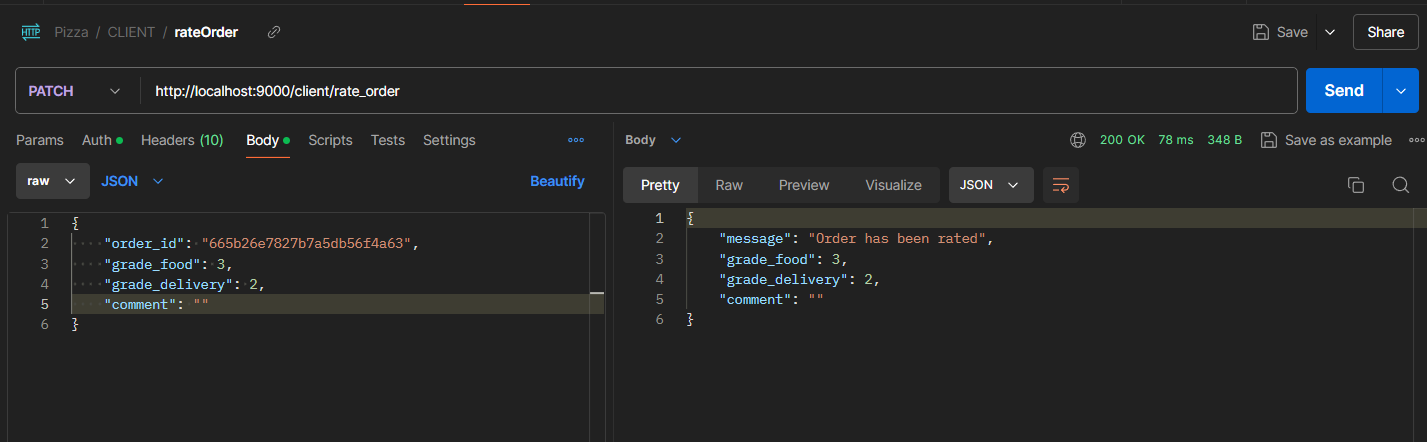 HTTP Pizza / CLIENT / rateOrder Save Share
PATCH http://localhost:9000/client/rate_order Send
Params Auth Headers (10) Body Scripts Tests Settings
raw JSON Beautify
1 {
2 "order_id": "665b26e7827b7a5db56f4a63",
3 "grade_food": 3,
4 "grade_delivery": 2,
5 "comment": ""
6 }
Body 200 OK 78 ms 348 B Save as example
Pretty Raw Preview Visualize JSON
1 {
2 "message": "Order has been rated",
3 "grade_food": 3,
4 "grade_delivery": 2,
5 "comment": ""
6 }